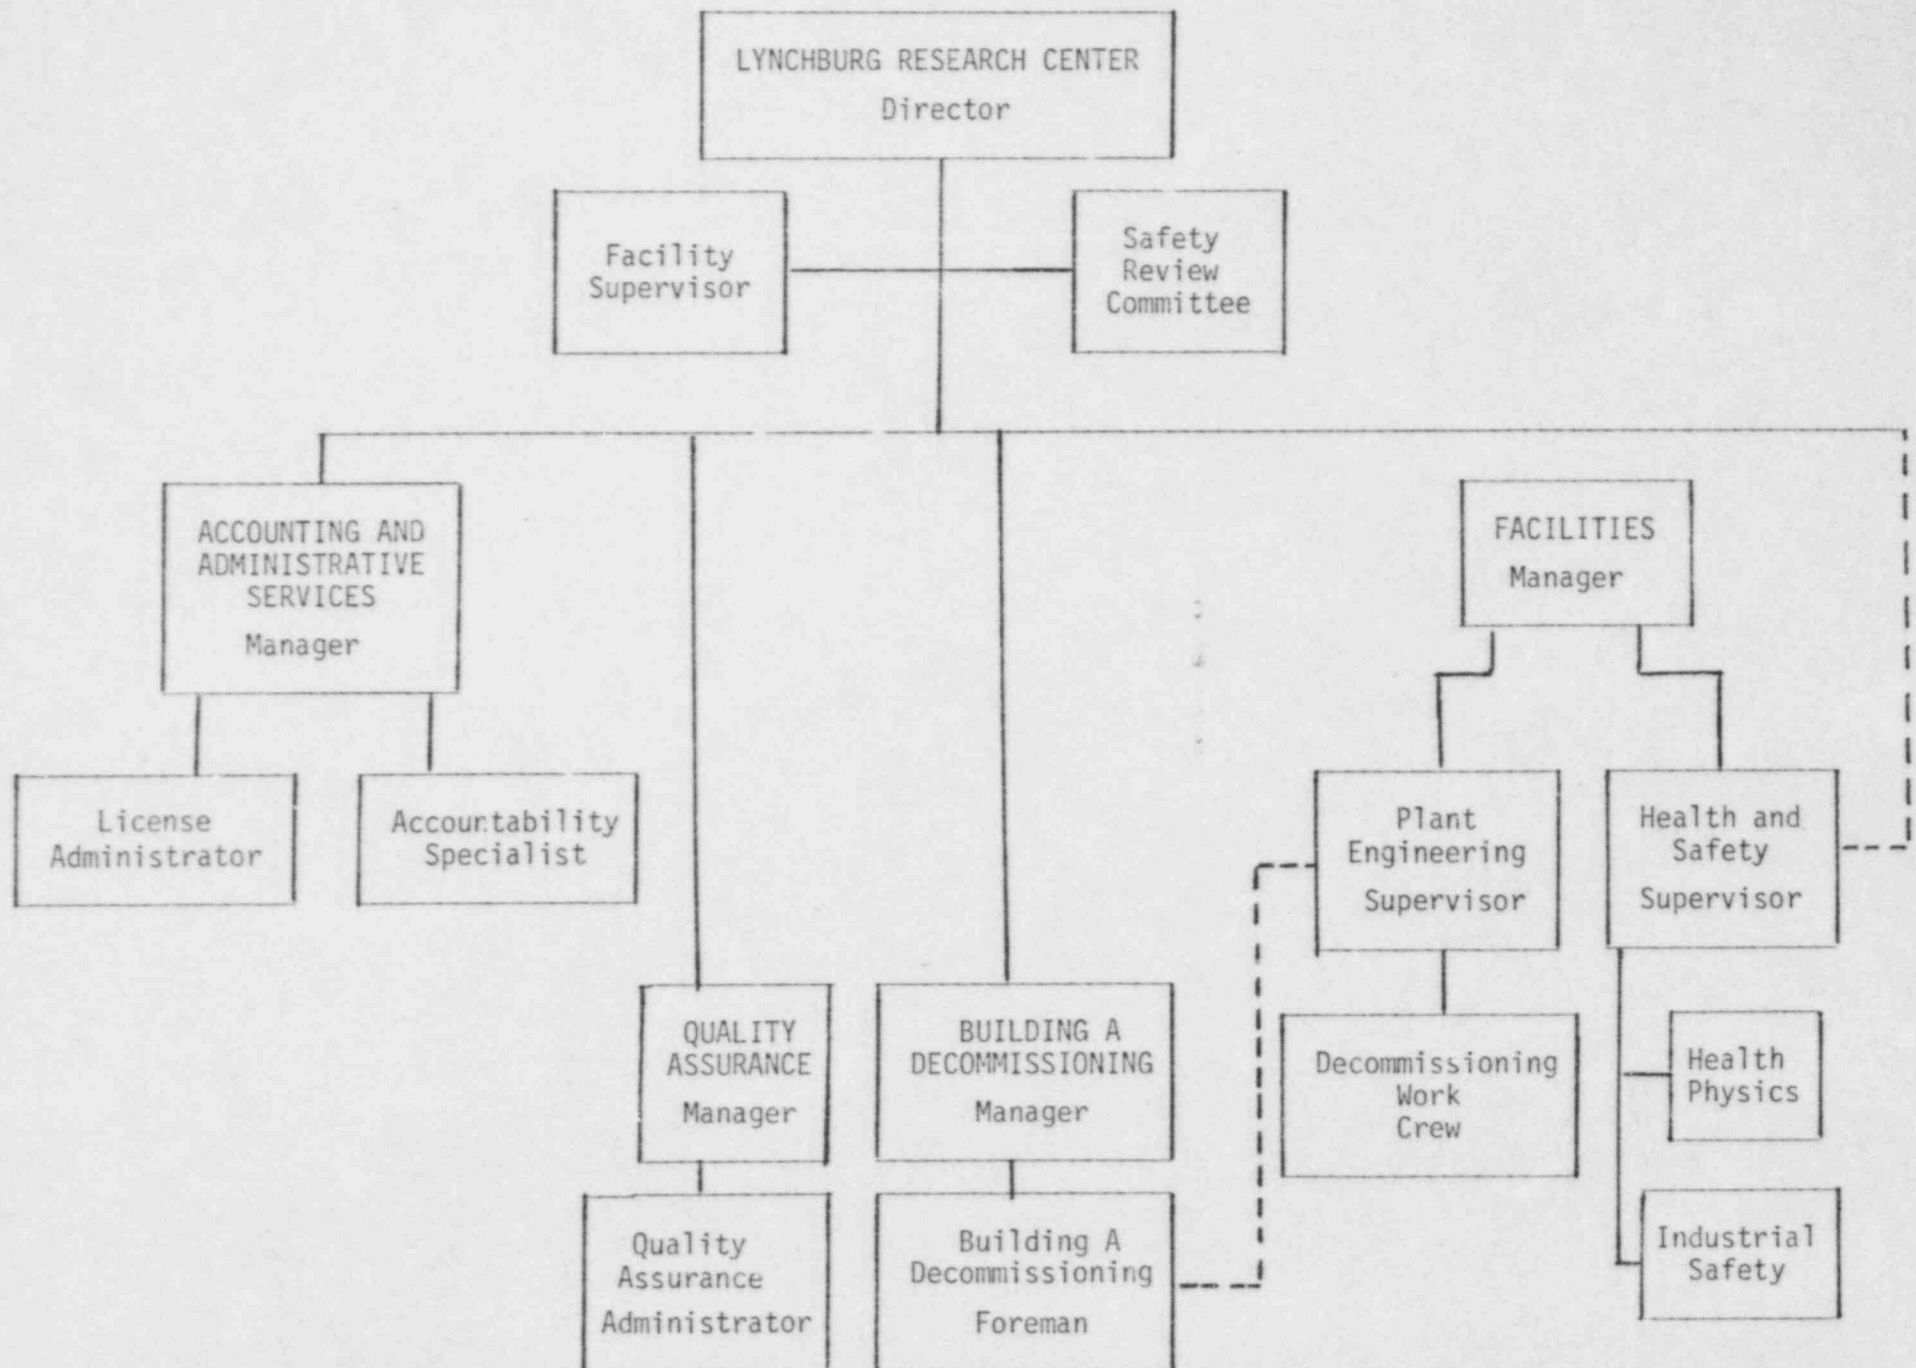 LYNCHBURG RESEARCH CENTER
Director
Facility
Supervisor
Safety
Review
Committee
ACCOUNTING AND
ADMINISTRATIVE
SERVICES
Manager
FACILITIES
Manager
License
Administrator
Accountability
Specialist
Plant
Engineering
Supervisor
Health and
Safety
Supervisor
QUALITY
ASSURANCE
Manager
BUILDING A
DECOMMISSIONING
Manager
Decommissioning
Work
Crew
Health
Physics
Quality
Assurance
Administrator
Building A
Decommissioning
Foreman
Industrial
Safety